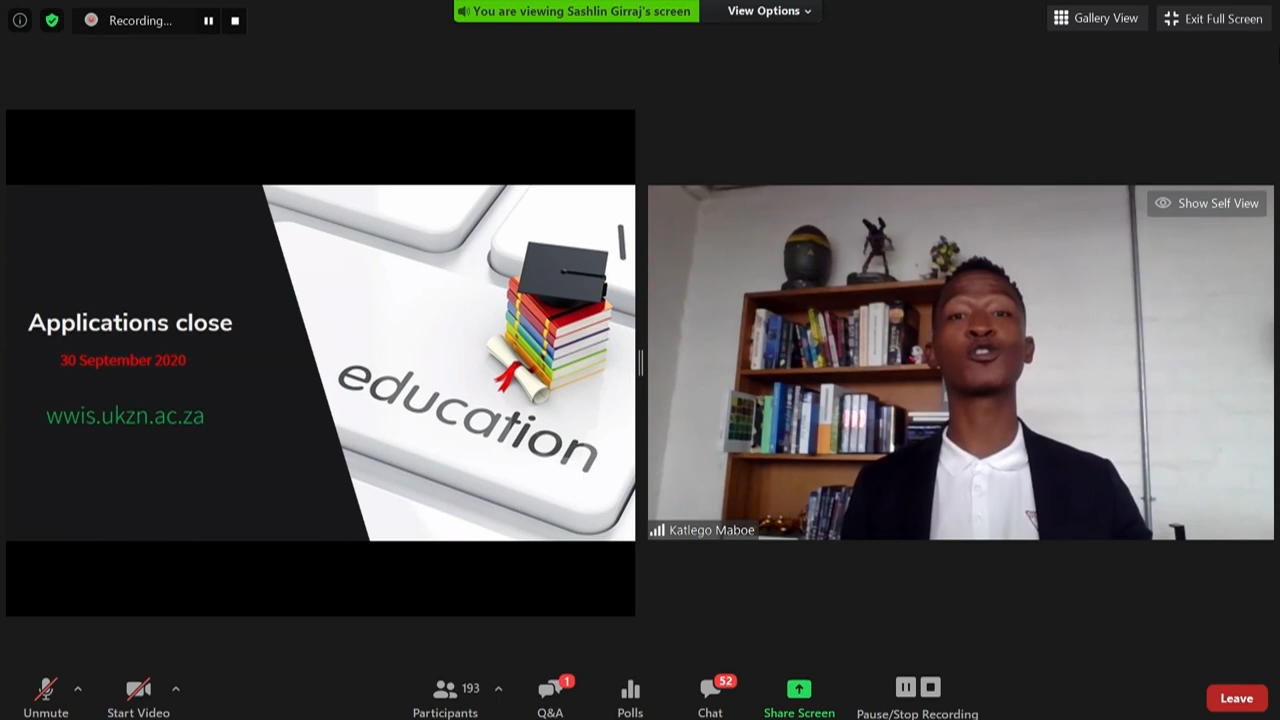 Recording...
You are viewing Sashlin Girraj's screen
View Options
Gallery View
Exit Full Screen
Applications close
30 September 2020
wwis.ukzn.ac.za
education
Show Self View
Katlego Maboe
Unmute
Start Video
193
Participants
1
Q&A
Polls
52
Chat
Share Screen
Pause/Stop Recording
Leave